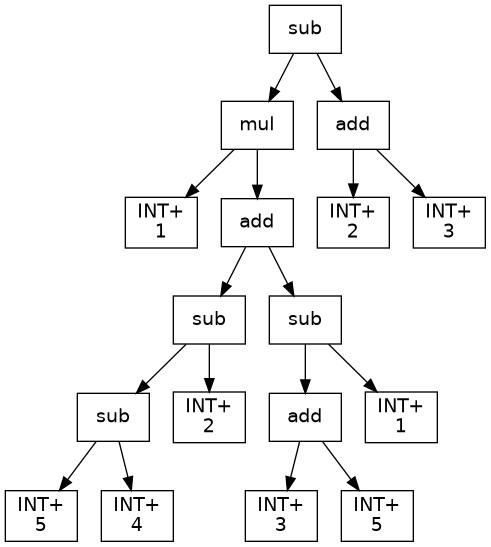 sub
mul
add
INT+
1
add
INT+
2
INT+
3
sub
sub
sub
INT+
2
add
INT+
1
INT+
5
INT+
4
INT+
3
INT+
5